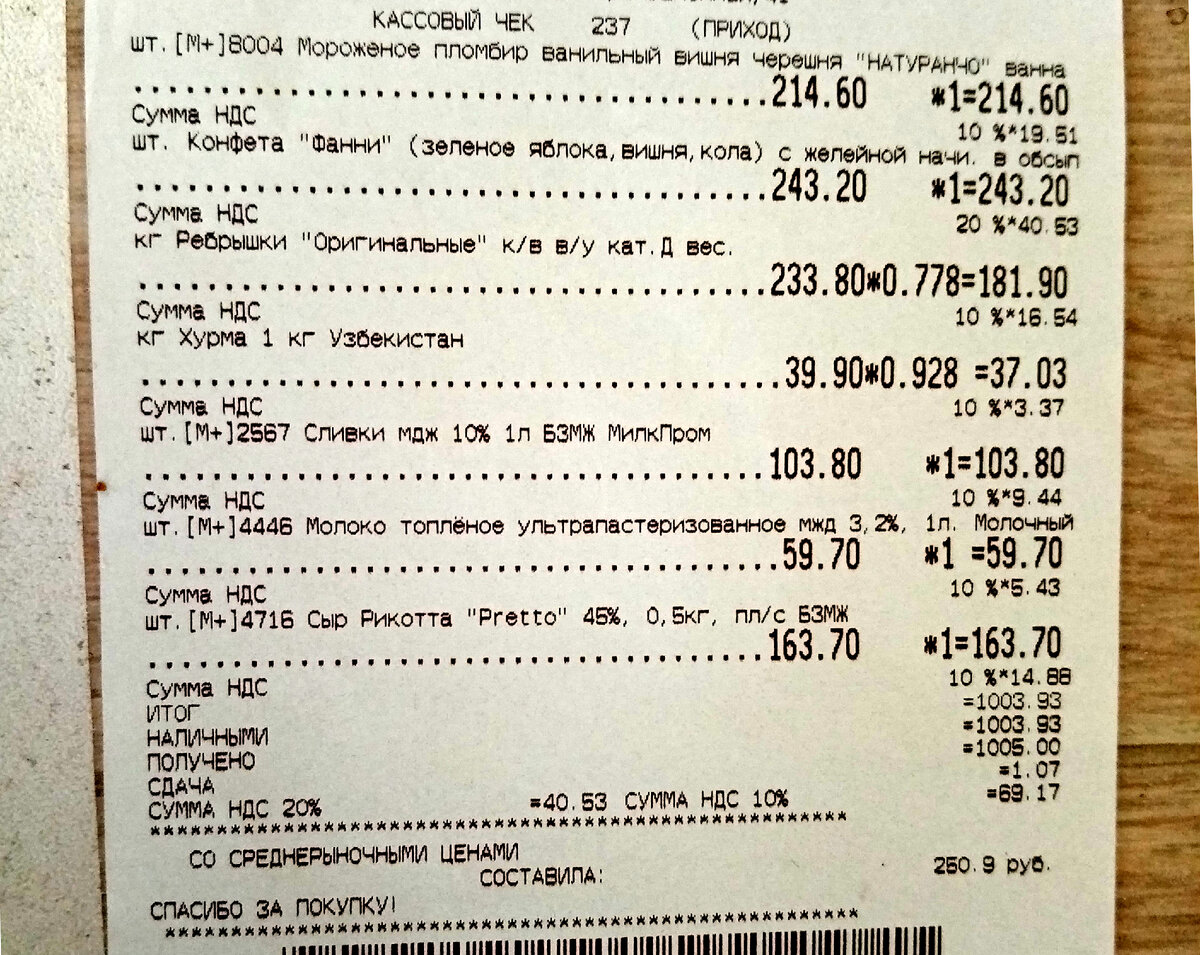 КАССОВЫЙ ЧЕК 237 (ПРИХОД)
шт.[М+]8004 Мороженое пломбир ванильный вишня черешня "НАТУРАНЧО" ванна
........................................214.60 *1=214.60
Сумма НДС 10 %*19.51
шт. Конфета "Фанни" (зеленое яблока,вишня,кола) с желейной начи. в обсып
........................................243.20 *1=243.20
Сумма НДС 20 %*40.53
кг Ребрышки "Оригинальные" к/в в/у кат.Д вес.
........................................233.80*0.778=181.90
Сумма НДС 10 %*16.54
кг Хурма 1 кг Узбекистан
........................................39.90*0.928 =37.03
Сумма НДС 10 %*3.37
шт.[М+]2567 Сливки мдж 10% 1л БЗМЖ МилкПром
........................................103.80 *1=103.80
Сумма НДС 10 %*9.44
шт.[М+]4446 Молоко топлёное ультрапастеризованное мжд 3,2%, 1л. Молочный
........................................59.70 *1 =59.70
Сумма НДС 10 %*5.43
шт.[М+]4716 Сыр Рикотта "Pretto" 45%, 0,5кг, пл/с БЗМЖ
........................................163.70 *1=163.70
Сумма НДС 10 %*14.88
ИТОГ =1003.93
НАЛИЧНЫМИ =1003.93
ПОЛУЧЕНО =1005.00
СДАЧА =1.07
СУММА НДС 20% =40.53 СУММА НДС 10% =69.17
************************************************************
СО СРЕДНЕРЫНОЧНЫМИ ЦЕНАМИ
СОСТАВИЛА: 250.9 руб.
СПАСИБО ЗА ПОКУПКУ!
************************************************************